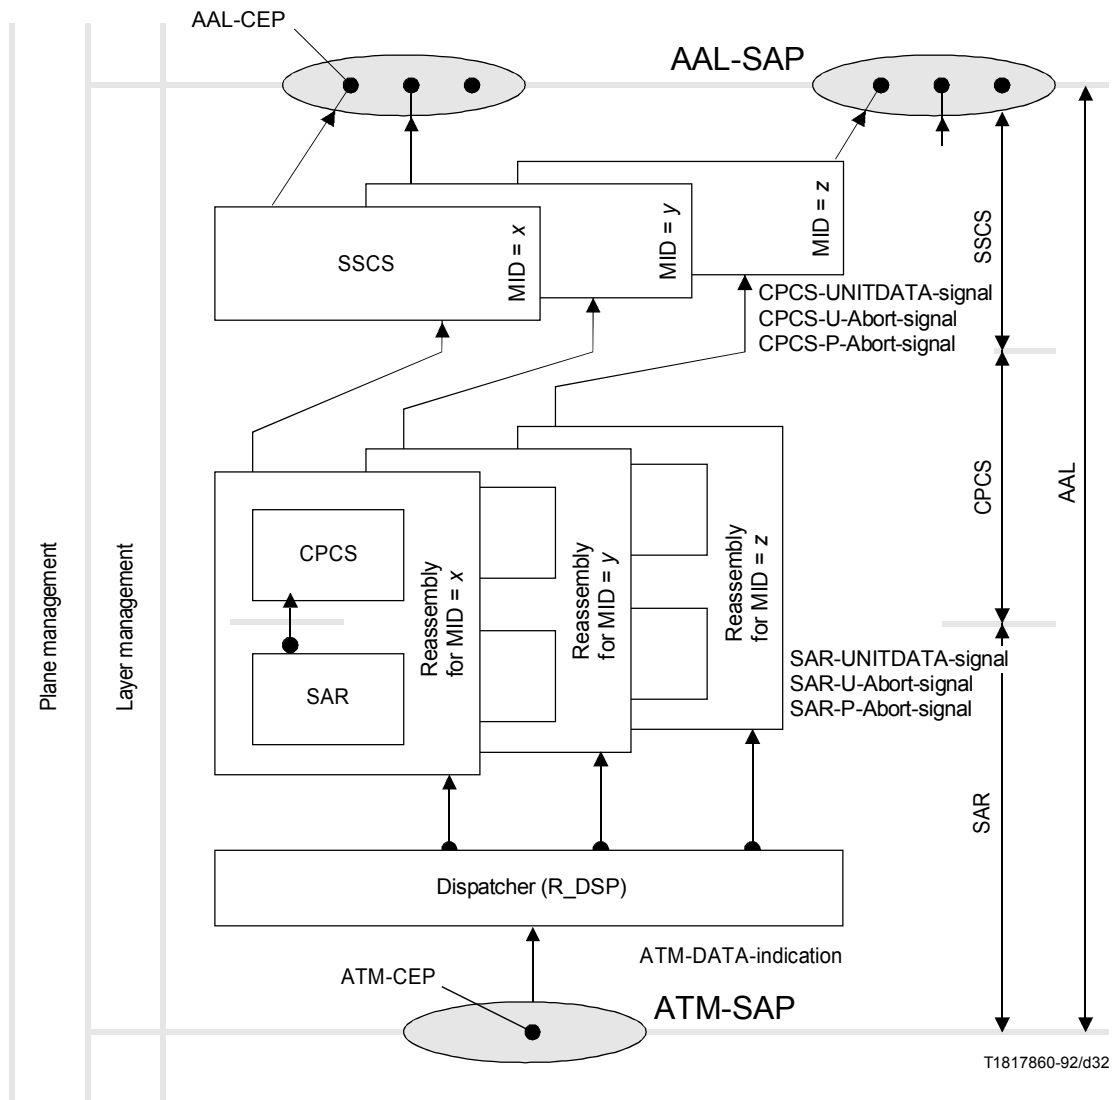 AAL-CEP
AAL-SAP
MID = x
MID = y
MID = z
SSCS
SSCS
CPCS-UNITDATA-signal
CPCS-U-Abort-signal
CPCS-P-Abort-signal
Plane management
Layer management
CPCS
SAR
Reassembly
for MID = x
Reassembly
for MID = y
Reassembly
for MID = z
CPCS
AAL
SAR-UNITDATA-signal
SAR-U-Abort-signal
SAR-P-Abort-signal
SAR
Dispatcher (R_DSP)
ATM-DATA-indication
ATM-CEP
ATM-SAP
T1817860-92/d32